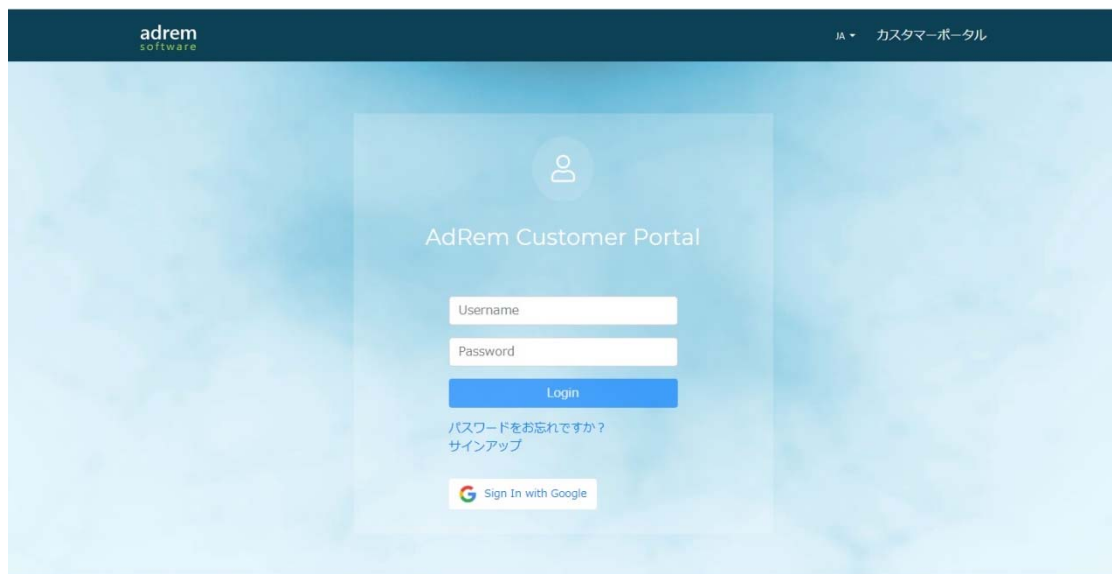 adrem
software
JA カスタマーポータル
AdRem Customer Portal
Username
Password
Login
パスワードをお忘れですか？
サインアップ
Sign In with Google